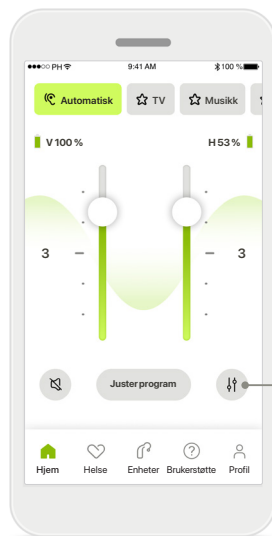 ●●●○○ PH 9:41 AM 100 %
Automatisk TV Musikk
V 100 % H 53 %
3 3
Juster program
Hjem Helse Enheter Brukerstøtte Profil